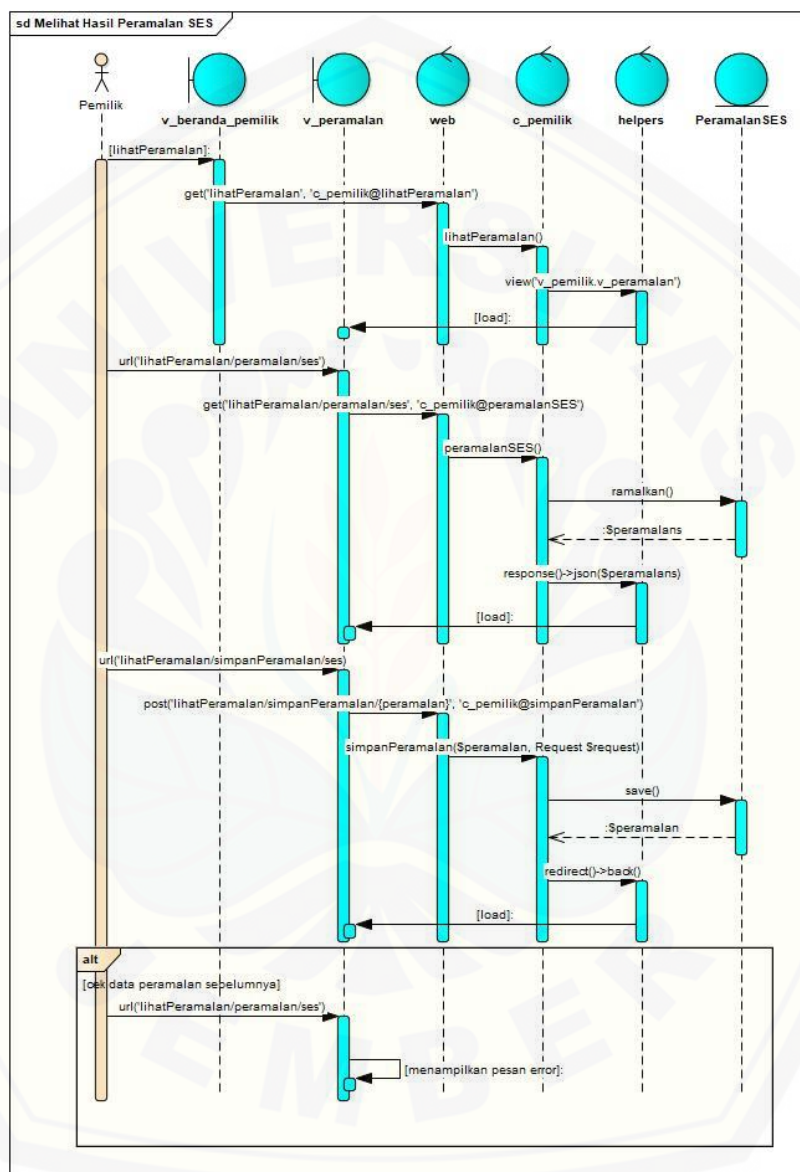 sd Melihat Hasil Peramalan SES
Pemilik
v_beranda_pemilik
v_peramalan
web
c_pemilik
helpers
PeramalanSES
[lihatPeramalan]:
get('lihatPeramalan', 'c_pemilik@lihatPeramalan')
lihatPeramalan()
view('v_pemilik.v_peramalan')
[load]:
url('lihatPeramalan/peramalan/ses')
get('lihatPeramalan/peramalan/ses', 'c_pemilik@peramalanSES')
peramalanSES()
ramalkan()
:$peramalans
response()->json($peramalans)
[load]:
url('lihatPeramalan/simpanPeramalan/ses)
post('lihatPeramalan/simpanPeramalan/{peramalan}', 'c_pemilik@simpanPeramalan')
simpanPeramalan($peramalan, Request $request)
save()
:$peramalan
redirect()->back()
[load]:
alt
[cek data peramalan sebelumnya]
url('lihatPeramalan/peramalan/ses')
[menampilkan pesan error]:
UNIVERSITAS
JEMBER